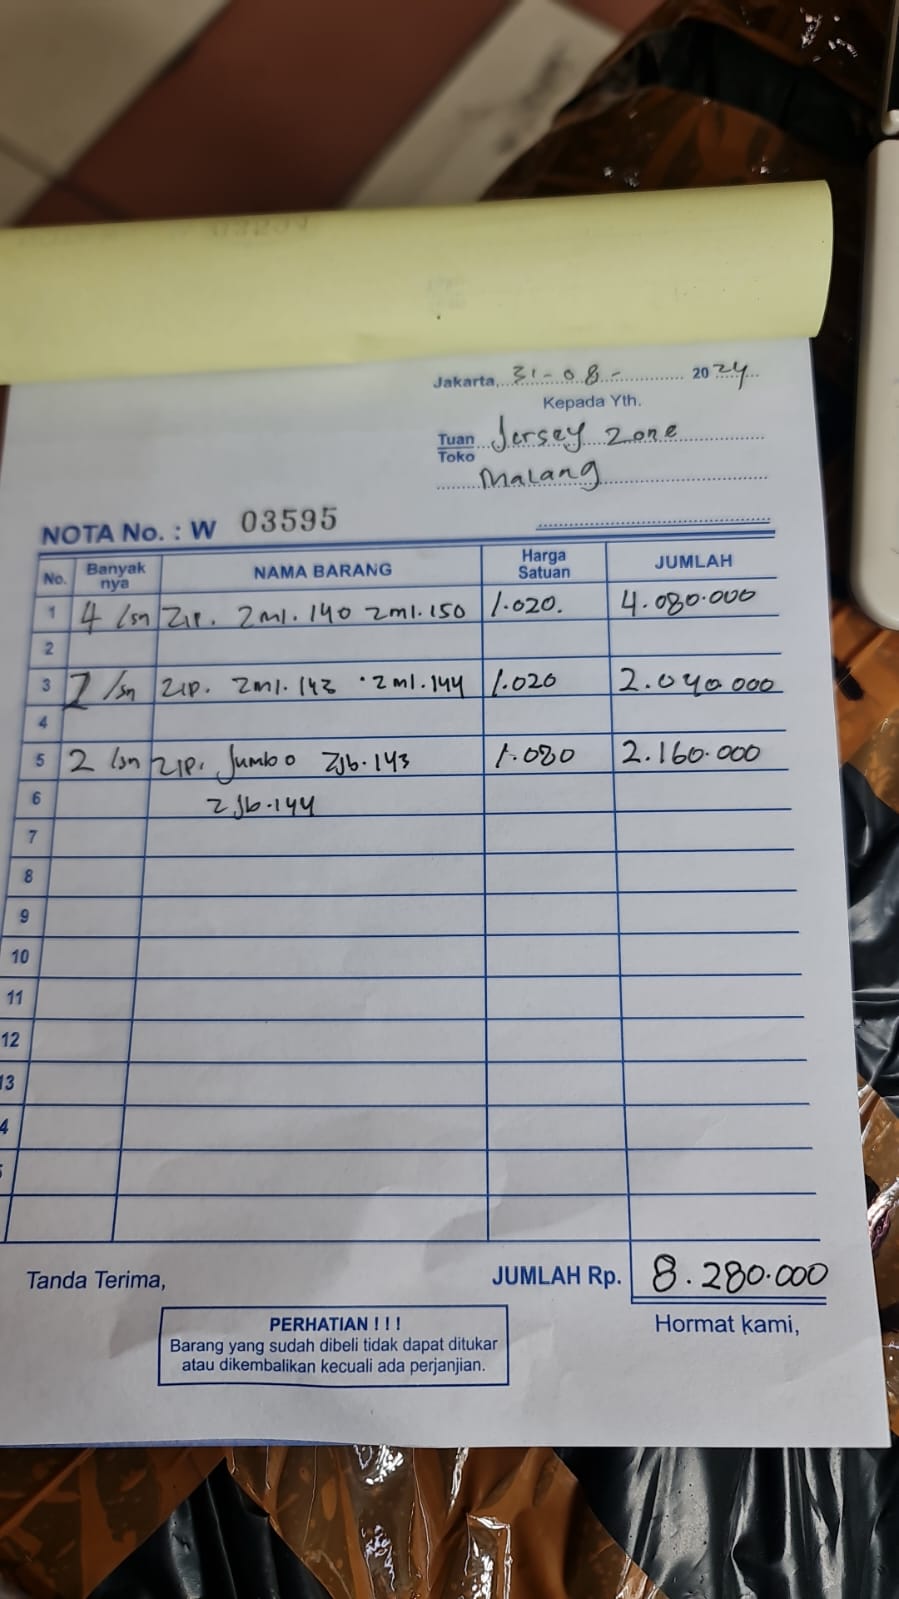 Jakarta, 31-08- 2024
Kepada Yth.
Tuan Jersey Zone
Toko
Malang
NOTA No. : W 03595
No. Banyak nya NAMA BARANG Harga Satuan JUMLAH
1 4 /sn ZIP. Zml. 140 Zml. 150 1.020. 4.080.000
2
3 2 /sn ZIP. Zml. 143 · Zml. 144 1.020 2.040.000
4
5 2 /sn ZIP. Jumbo Zjb. 143 1.080 2.160.000
6 Zjb. 144
7
8
9
10
11
12
13
4
Tanda Terima, JUMLAH Rp. 8.280.000
PERHATIAN ! ! !
Barang yang sudah dibeli tidak dapat ditukar
atau dikembalikan kecuali ada perjanjian.
Hormat kami,